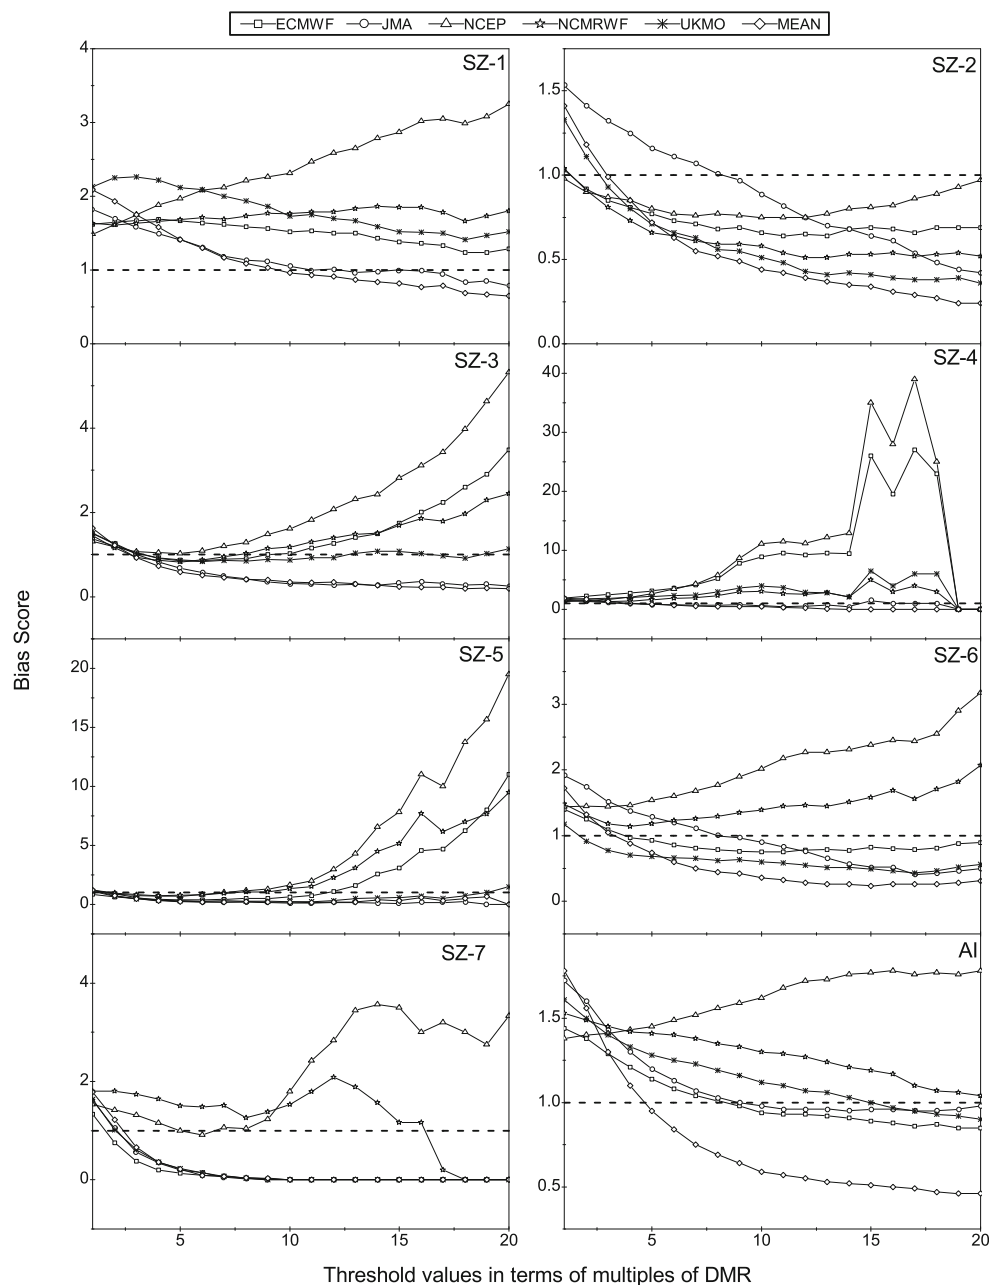 ECMWF JMA NCEP NCMRWF UKMO MEAN
SZ-1
4
3
2
1
0
SZ-2
1.5
1.0
0.5
0.0
SZ-3
4
2
0
SZ-4
40
30
20
10
0
Bias Score
SZ-5
20
15
10
5
0
SZ-6
3
2
1
0
SZ-7
4
2
0
5 10 15 20
AI
1.5
1.0
0.5
5 10 15 20
Threshold values in terms of multiples of DMR